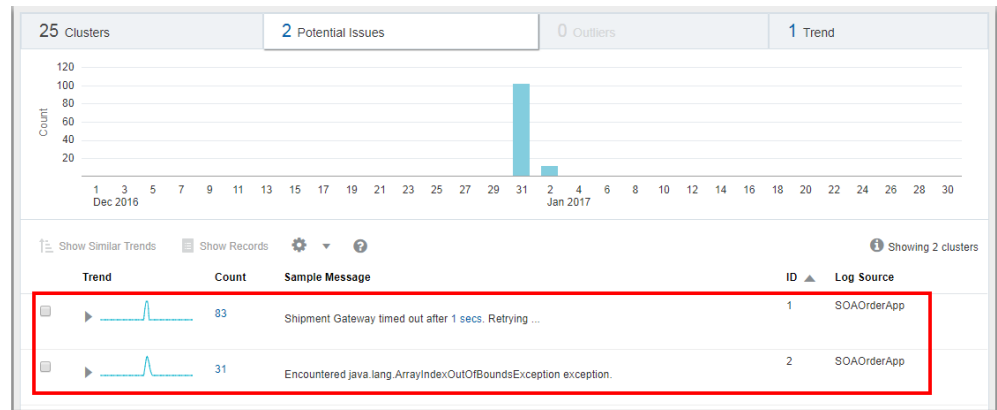 25 Clusters 2 Potential Issues 0 Outliers 1 Trend
120
100
80
60
40
20
Count
1 3 5 7 9 11 13 15 17 19 21 23 25 27 29 31 2 4 6 8 10 12 14 16 18 20 22 24 26 28 30
Dec 2016 Jan 2017
Show Similar Trends Show Records Showing 2 clusters
Trend Count Sample Message ID Log Source
83 Shipment Gateway timed out after 1 secs. Retrying ... 1 SOAOrderApp
31 Encountered java.lang.ArrayIndexOutOfBoundsException exception. 2 SOAOrderApp